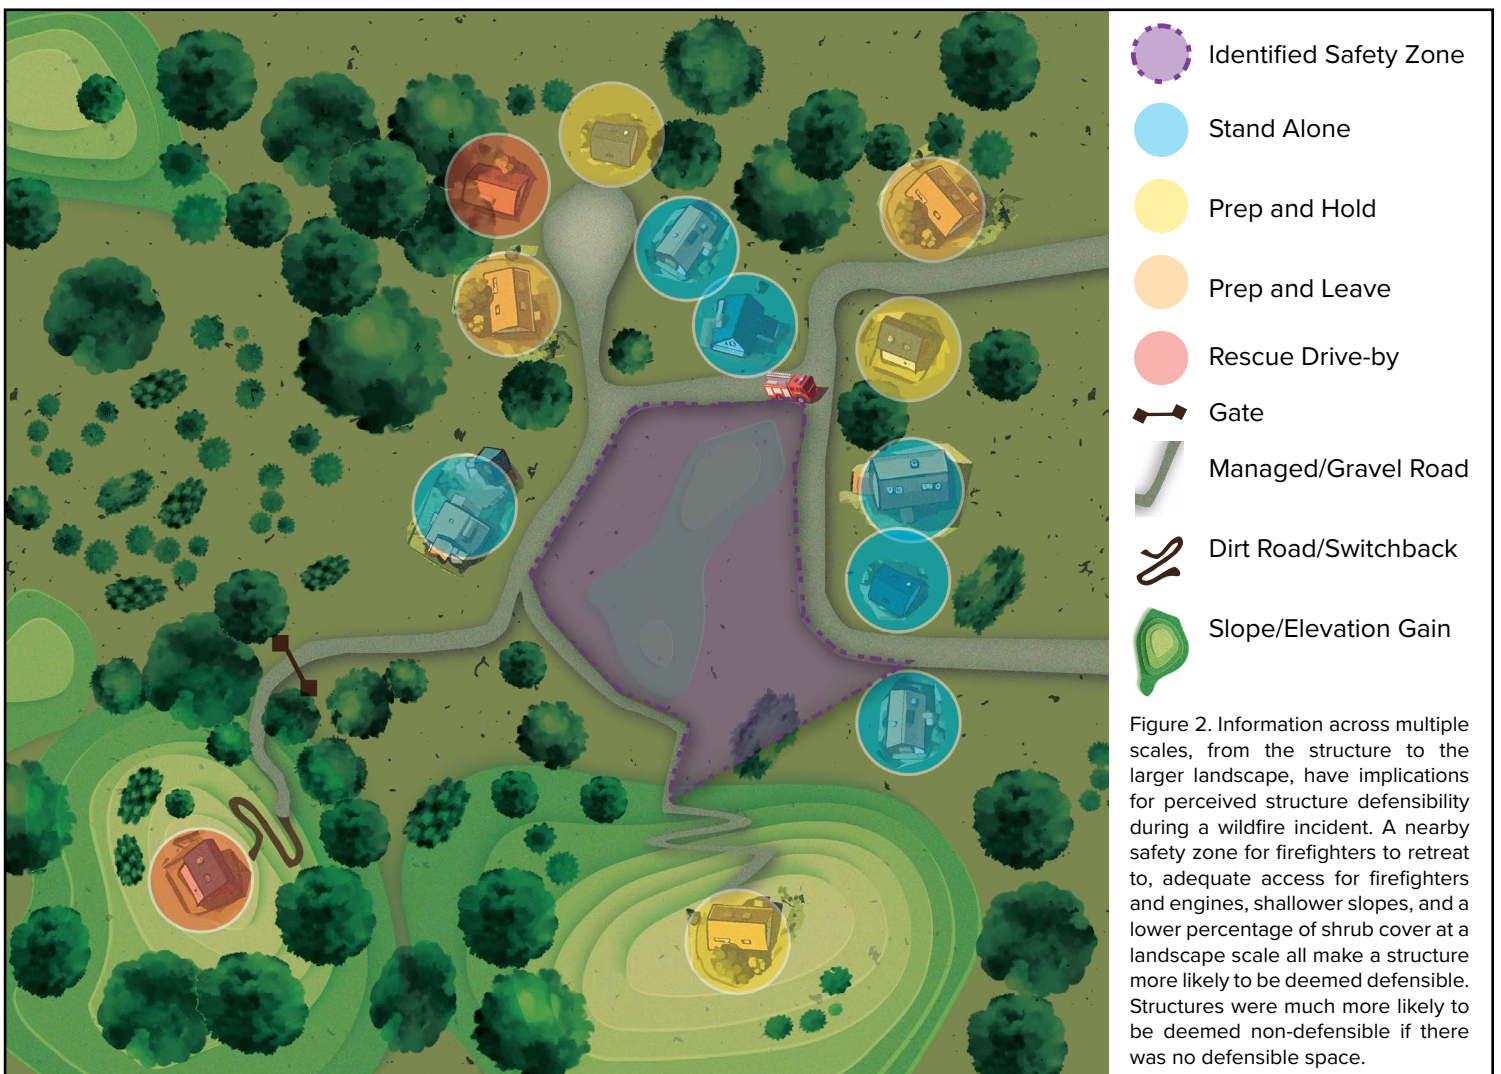 Identified Safety Zone
Stand Alone
Prep and Hold
Prep and Leave
Rescue Drive-by
Gate
Managed/Gravel Road
Dirt Road/Switchback
Slope/Elevation Gain
Figure 2. Information across multiple
scales, from the structure to the
larger landscape, have implications
for perceived structure defensibility
during a wildfire incident. A nearby
safety zone for firefighters to retreat
to, adequate access for firefighters
and engines, shallower slopes, and a
lower percentage of shrub cover at a
landscape scale all make a structure
more likely to be deemed defensible.
Structures were much more likely to
be deemed non-defensible if there
was no defensible space.